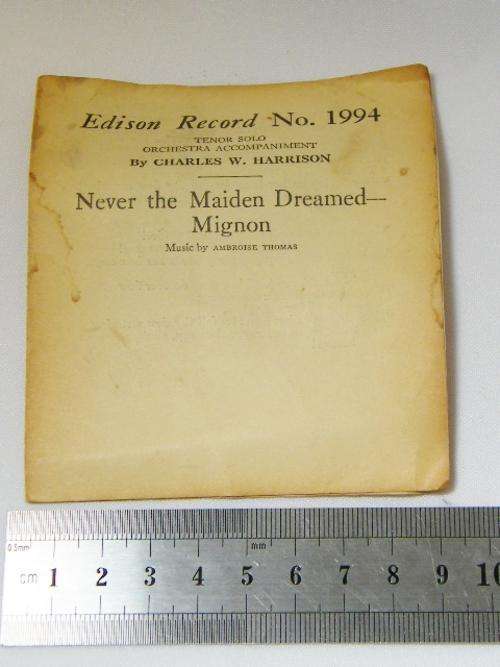 Edison Record No. 1994
TENOR SOLO
ORCHESTRA ACCOMPANIMENT
By CHARLES W. HARRISON
Never the Maiden Dreamed—
Mignon
Music by AMBROISE THOMAS
0.5mm
mm
cm 1 2 3 4 5 6 7 8 9 10